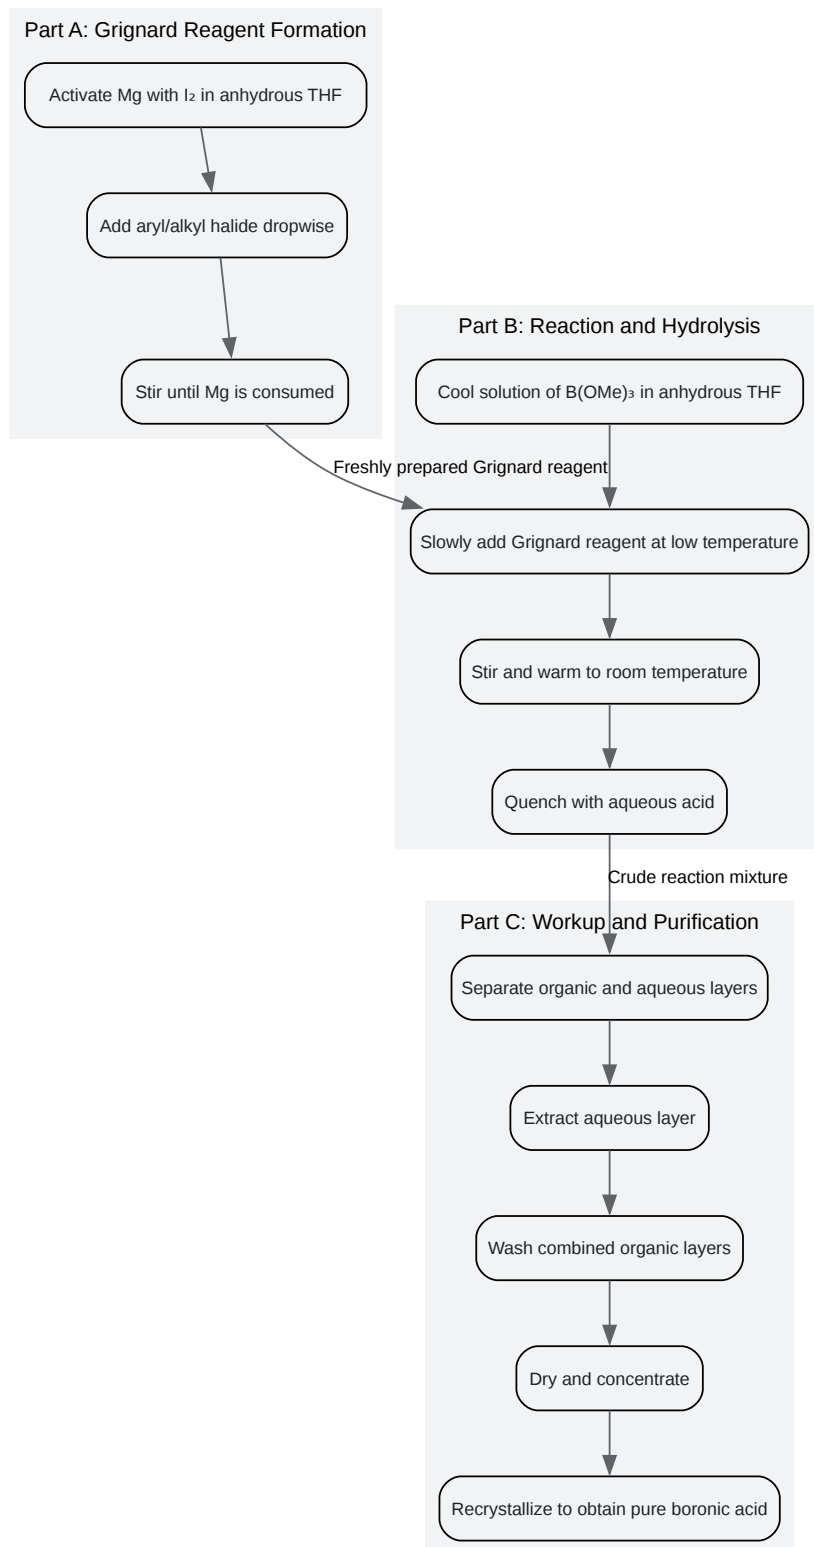 Part A: Grignard Reagent Formation
Activate Mg with I₂ in anhydrous THF
Add aryl/alkyl halide dropwise
Stir until Mg is consumed
Part B: Reaction and Hydrolysis
Cool solution of B(OMe)₃ in anhydrous THF
Freshly prepared Grignard reagent
Slowly add Grignard reagent at low temperature
Stir and warm to room temperature
Quench with aqueous acid
Crude reaction mixture
Part C: Workup and Purification
Separate organic and aqueous layers
Extract aqueous layer
Wash combined organic layers
Dry and concentrate
Recrystallize to obtain pure boronic acid